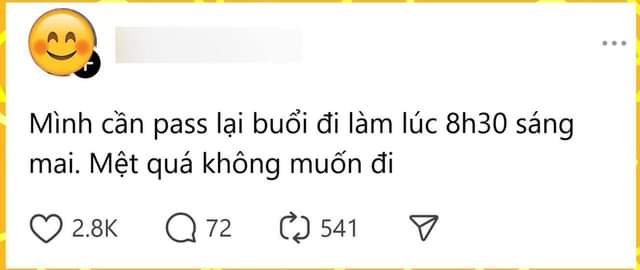 Mình cần pass lại buổi đi làm lúc 8h30 sáng
mai. Mệt quá không muốn đi
2.8K 72 541